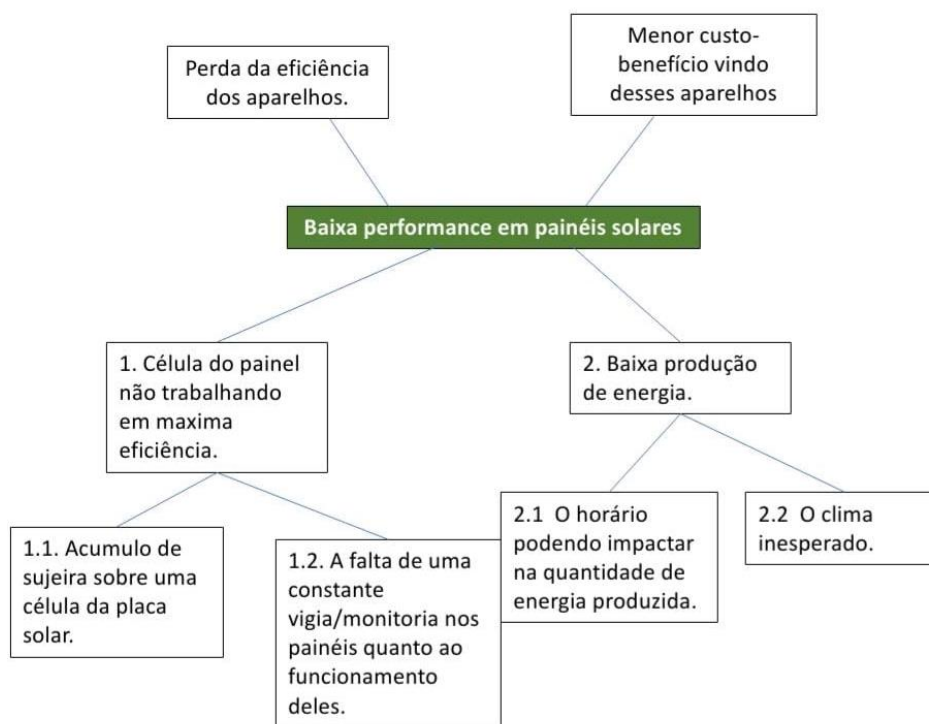 Perda da eficiência
dos aparelhos.
Menor custo-
benefício vindo
desses aparelhos
Baixa performance em painéis solares
1. Célula do painel
não trabalhando
em maxima
eficiência.
2. Baixa produção
de energia.
1.1. Acumulo de
sujeira sobre uma
célula da placa
solar.
1.2. A falta de uma
constante
vigia/monitoria nos
painéis quanto ao
funcionamento
deles.
2.1 O horário
podendo impactar
na quantidade de
energia produzida.
2.2 O clima
inesperado.